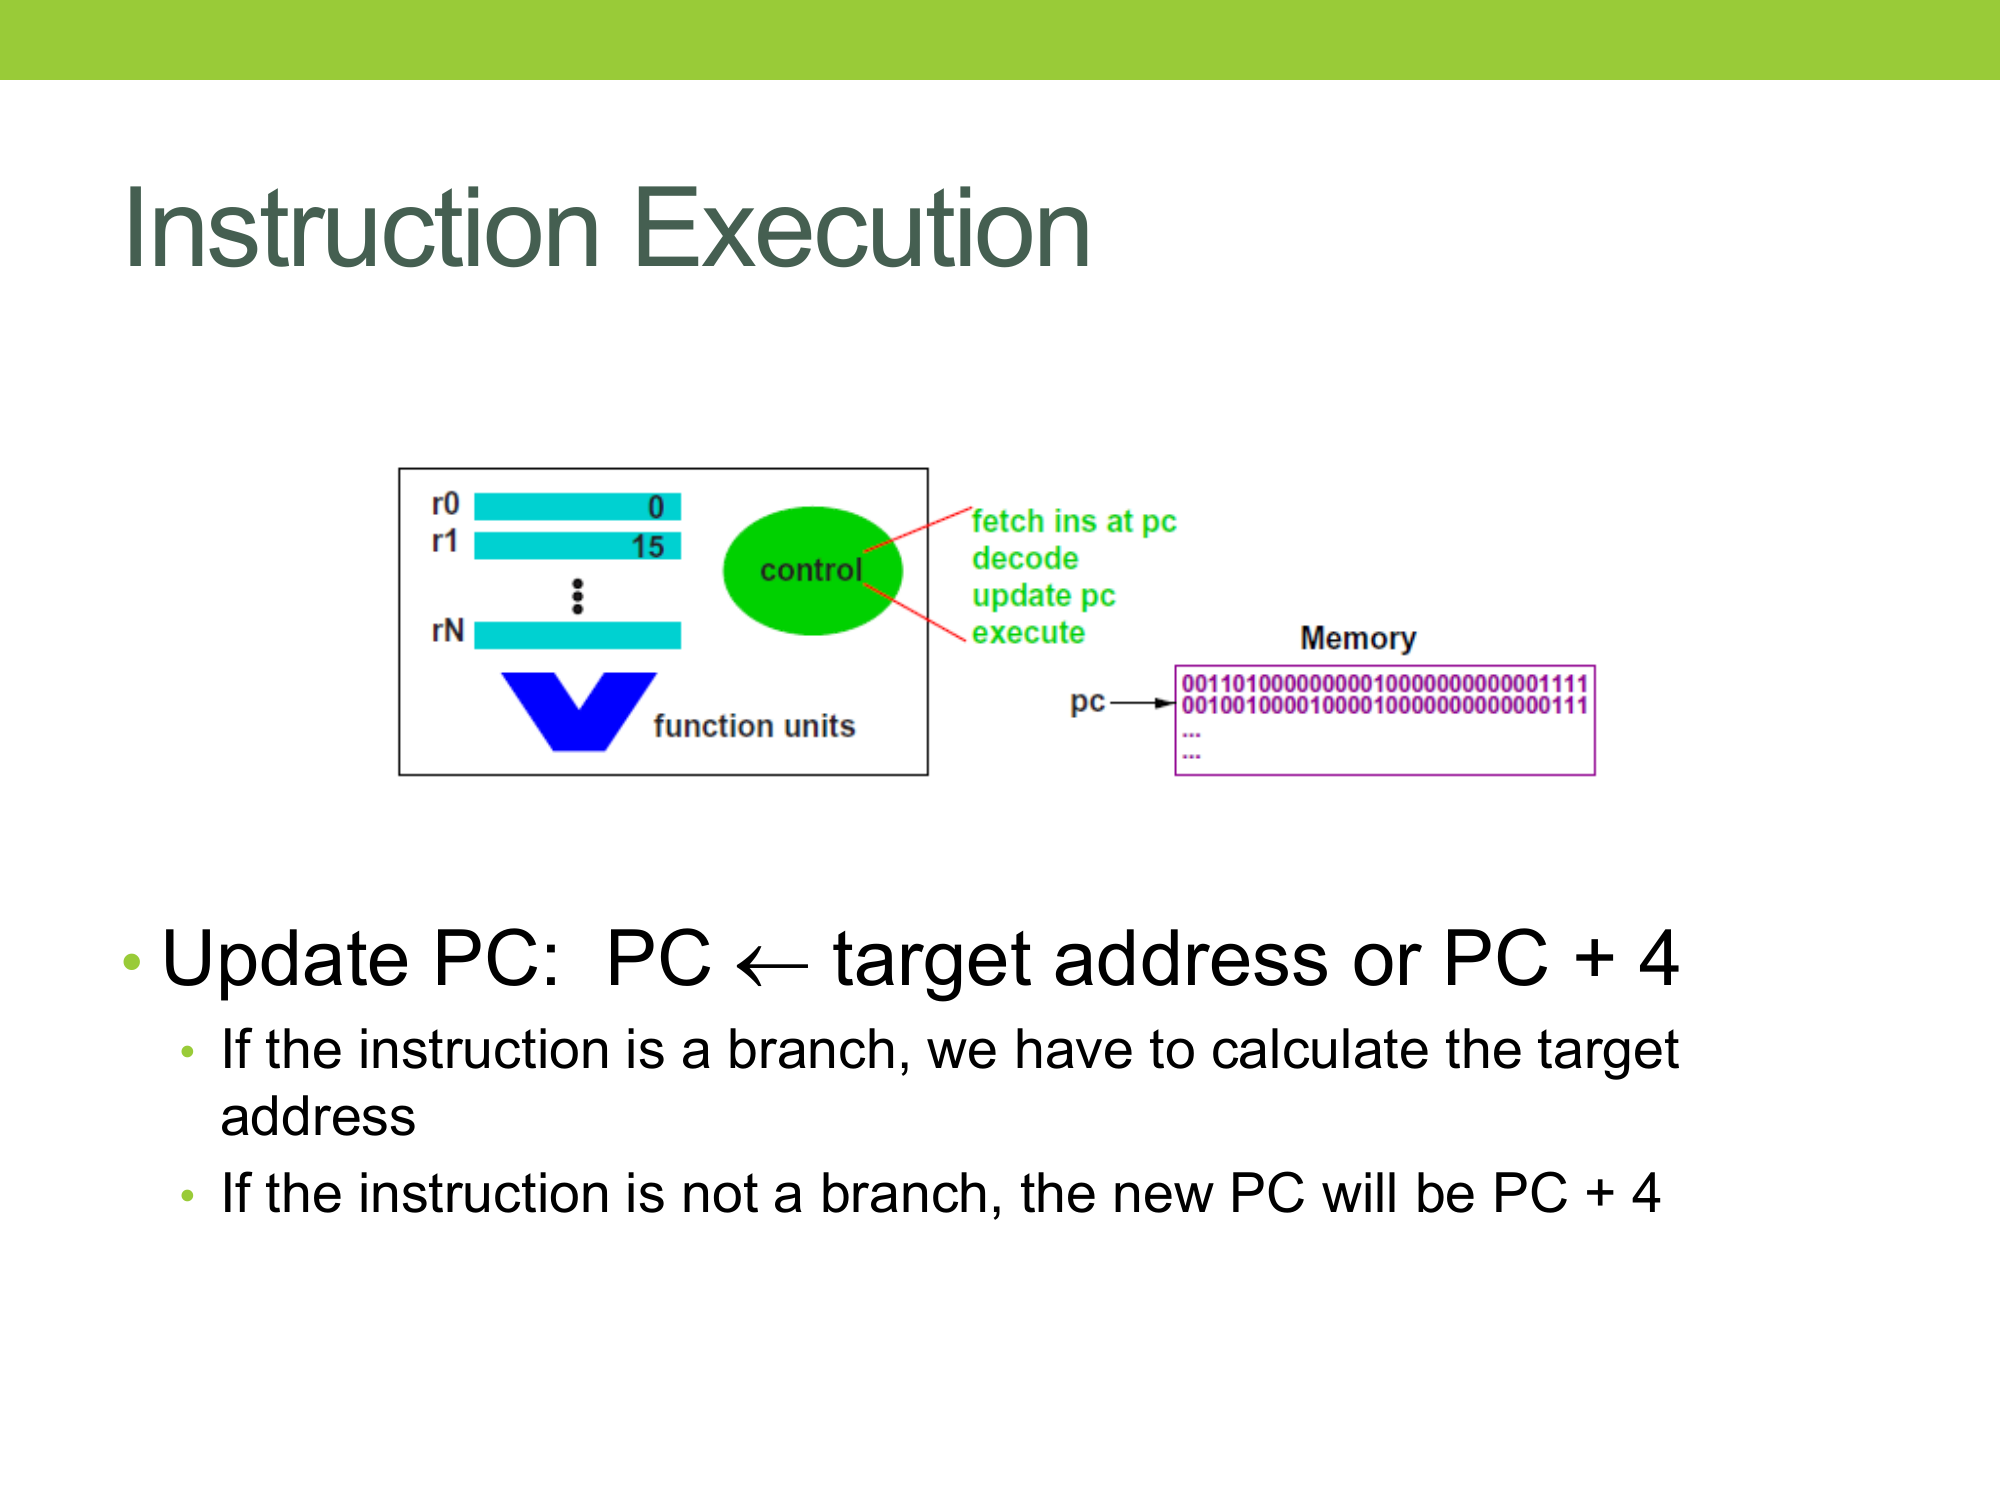 Instruction Execution
r0 0
r1 15
rN
control
function units
fetch ins at pc
decode
update pc
execute
Memory
pc
00110100000000010000000000001111
00100100001000010000000000000111
...
...
• Update PC: PC ← target address or PC + 4
• If the instruction is a branch, we have to calculate the target
address
• If the instruction is not a branch, the new PC will be PC + 4